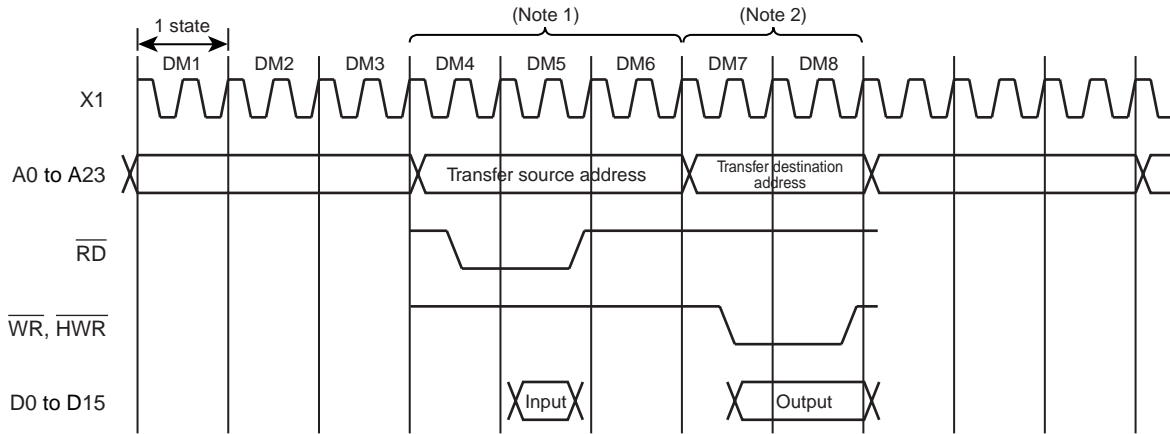 (Note 1) (Note 2)
1 state
DM1 DM2 DM3 DM4 DM5 DM6 DM7 DM8
X1
A0 to A23 Transfer source address Transfer destination
address
RD
WR, HWR
D0 to D15 Input Output